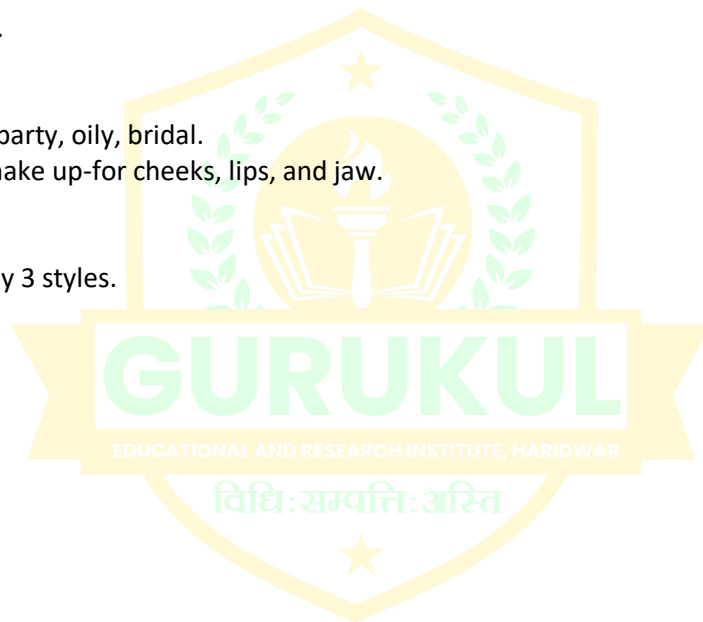 .
party, oily, bridal.
make up-for cheeks, lips, and jaw.
y 3 styles.
GURUKUL
EDUCATIONAL AND RESEARCH INSTITUTE, HARIDWAR
विधि:सम्पत्ति:अस्ति